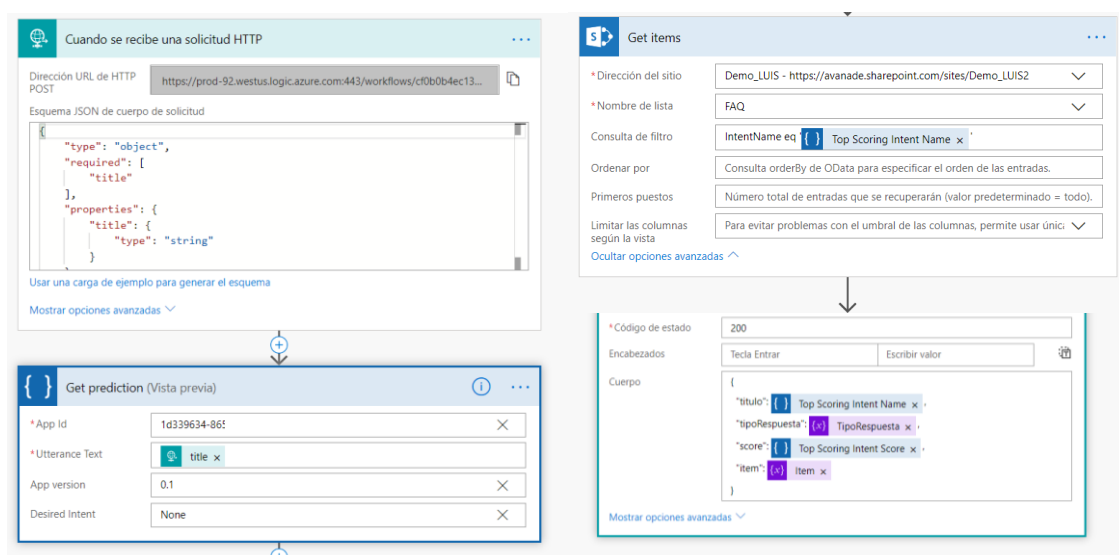 Cuando se recibe una solicitud HTTP
...
Dirección URL de HTTP POST
https://prod-92.westus.logic.azure.com:443/workflows/cf0b0b4ec13...
Esquema JSON de cuerpo de solicitud
{
"type": "object",
"required": [
"title"
],
"properties": {
"title": {
"type": "string"
}
Usar una carga de ejemplo para generar el esquema
Mostrar opciones avanzadas
Get prediction (Vista previa)
...
*App Id
1d339634-865
*Utterance Text
title x
App version
0.1
Desired Intent
None
Get items
...
*Dirección del sitio
Demo_LUIS - https://avanade.sharepoint.com/sites/Demo_LUIS2
*Nombre de lista
FAQ
Consulta de filtro
IntentName eq '{ } Top Scoring Intent Name x '
Ordenar por
Consulta orderBy de OData para especificar el orden de las entradas.
Primeros puestos
Número total de entradas que se recuperarán (valor predeterminado = todo).
Limitar las columnas
según la vista
Para evitar problemas con el umbral de las columnas, permite usar única
Ocultar opciones avanzadas
*Código de estado
200
Encabezados
Tecla Entrar
Escribir valor
Cuerpo
{
"titulo": { } Top Scoring Intent Name x ,
"tipoRespuesta": {x} TipoRespuesta x ,
"score": { } Top Scoring Intent Score x ,
"item": {x} Item x
}
Mostrar opciones avanzadas